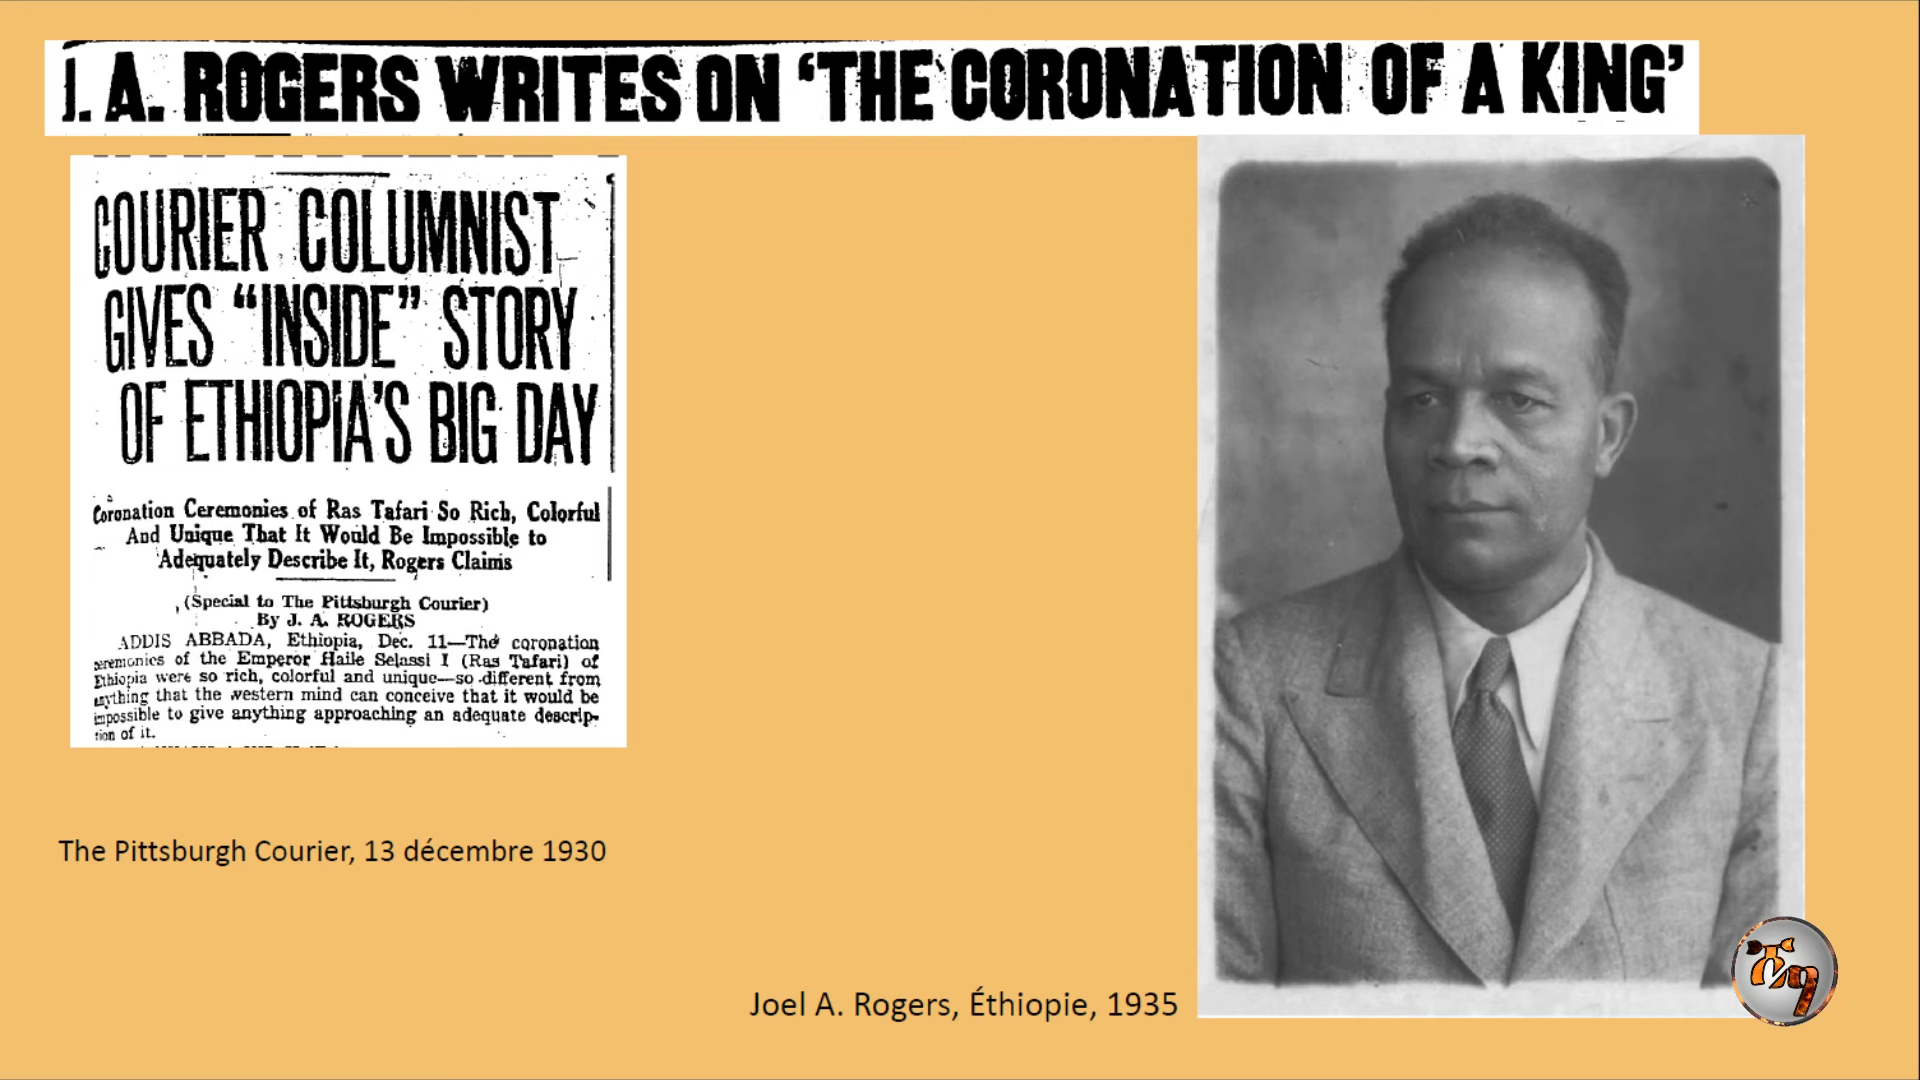 J. A. ROGERS WRITES ON ‘THE CORONATION OF A KING’
COURIER COLUMNIST
GIVES “INSIDE” STORY
OF ETHIOPIA’S BIG DAY
Coronation Ceremonies of Ras Tafari So Rich, Colorful
And Unique That It Would Be Impossible to
Adequately Describe It, Rogers Claims
(Special to The Pittsburgh Courier)
By J. A. ROGERS
ADDIS ABBADA, Ethiopia, Dec. 11—The coronation
ceremonies of the Emperor Haile Selassi I (Ras Tafari) of
Ethiopia were so rich, colorful and unique—so different from
anything that the western mind can conceive that it would be
impossible to give anything approaching an adequate descrip-
tion of it.
The Pittsburgh Courier, 13 décembre 1930
Joel A. Rogers, Éthiopie, 1935